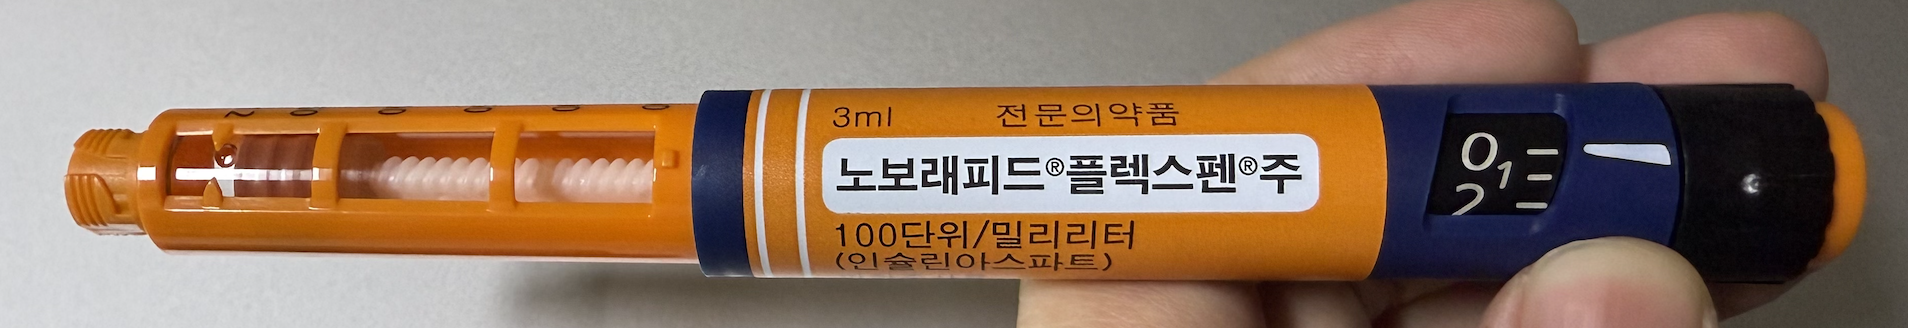 3ml 전문의약품
노보래피드®플렉스펜®주
100단위/밀리리터
(인슐린아스파트)
0
1
2